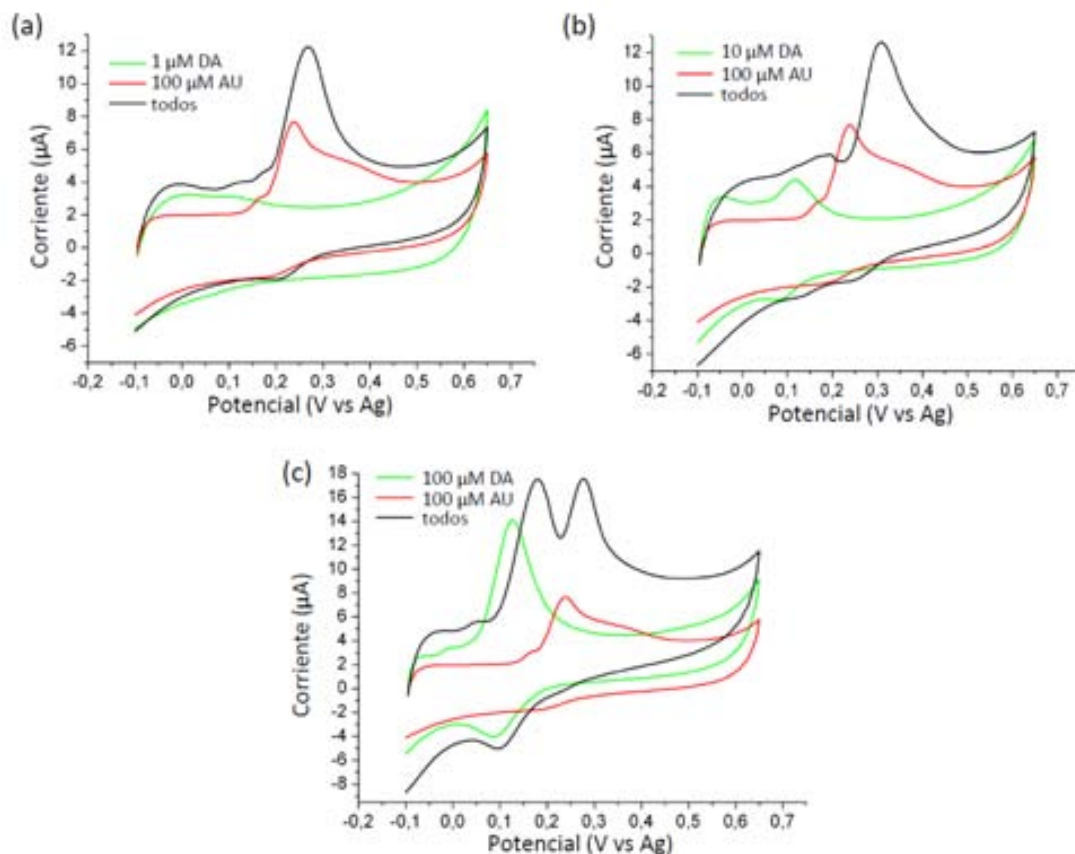 (a)
1 µM DA
100 µM AU
todos
Corriente (µA)
12
10
8
6
4
2
0
-2
-4
-6
-0,2 -0,1 0,0 0,1 0,2 0,3 0,4 0,5 0,6 0,7
Potencial (V vs Ag)
(b)
10 µM DA
100 µM AU
todos
Corriente (µA)
12
10
8
6
4
2
0
-2
-4
-6
-0,2 -0,1 0,0 0,1 0,2 0,3 0,4 0,5 0,6 0,7
Potencial (V vs Ag)
(c)
100 µM DA
100 µM AU
todos
Corriente (µA)
18
16
14
12
10
8
6
4
2
0
-2
-4
-6
-8
-0,2 -0,1 0,0 0,1 0,2 0,3 0,4 0,5 0,6 0,7
Potencial (V vs Ag)